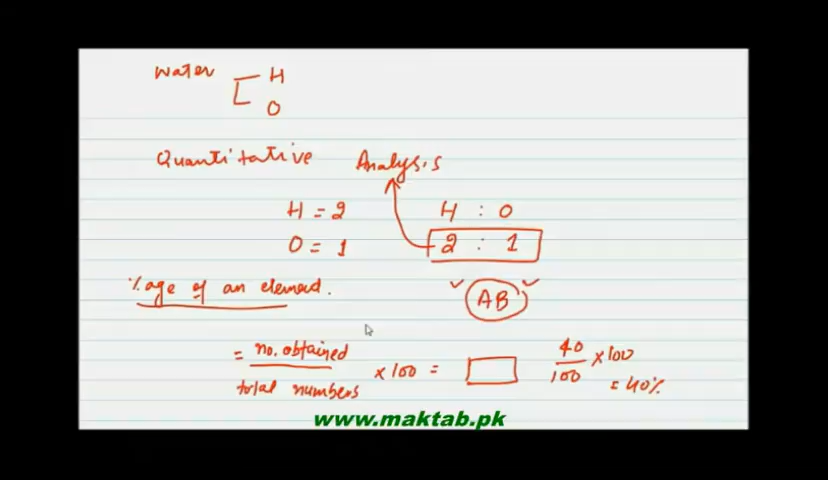 Water H
O
Quantitative Analysis
H = 2 H : O
O = 1 2 : 1
%age of an element. AB
= no. obtained / total numbers × 100 = 40 / 100 × 100
= 40%
www.maktab.pk